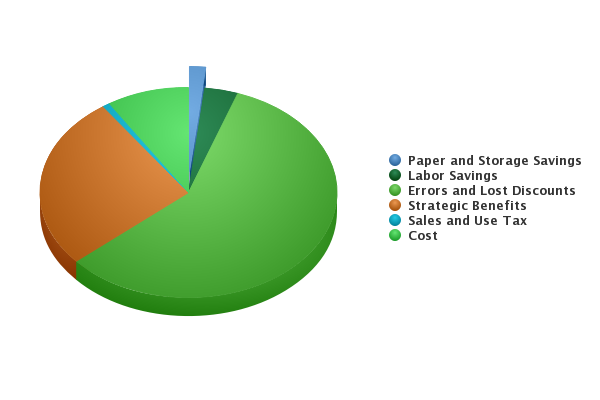 Paper and Storage Savings
Labor Savings
Errors and Lost Discounts
Strategic Benefits
Sales and Use Tax
Cost